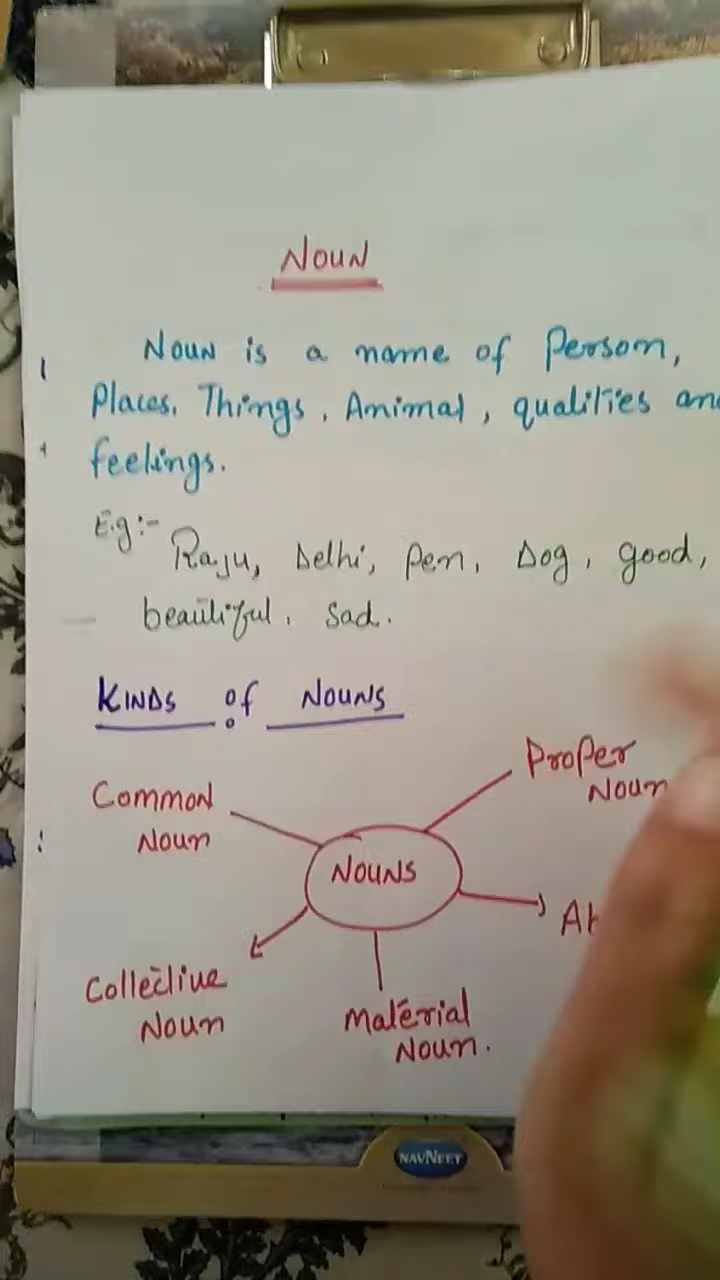 NOUN
NOUN is a name of Person,
Places, Things, Animal, qualities and
feelings.
E.g:-
Raju, Delhi, Pen, Dog, good,
beautiful, Sad.
KINDS of NOUNS
Proper
Noun
Common
Noun
NOUNS
Collective
Noun
Material
Noun.
NAVNEET